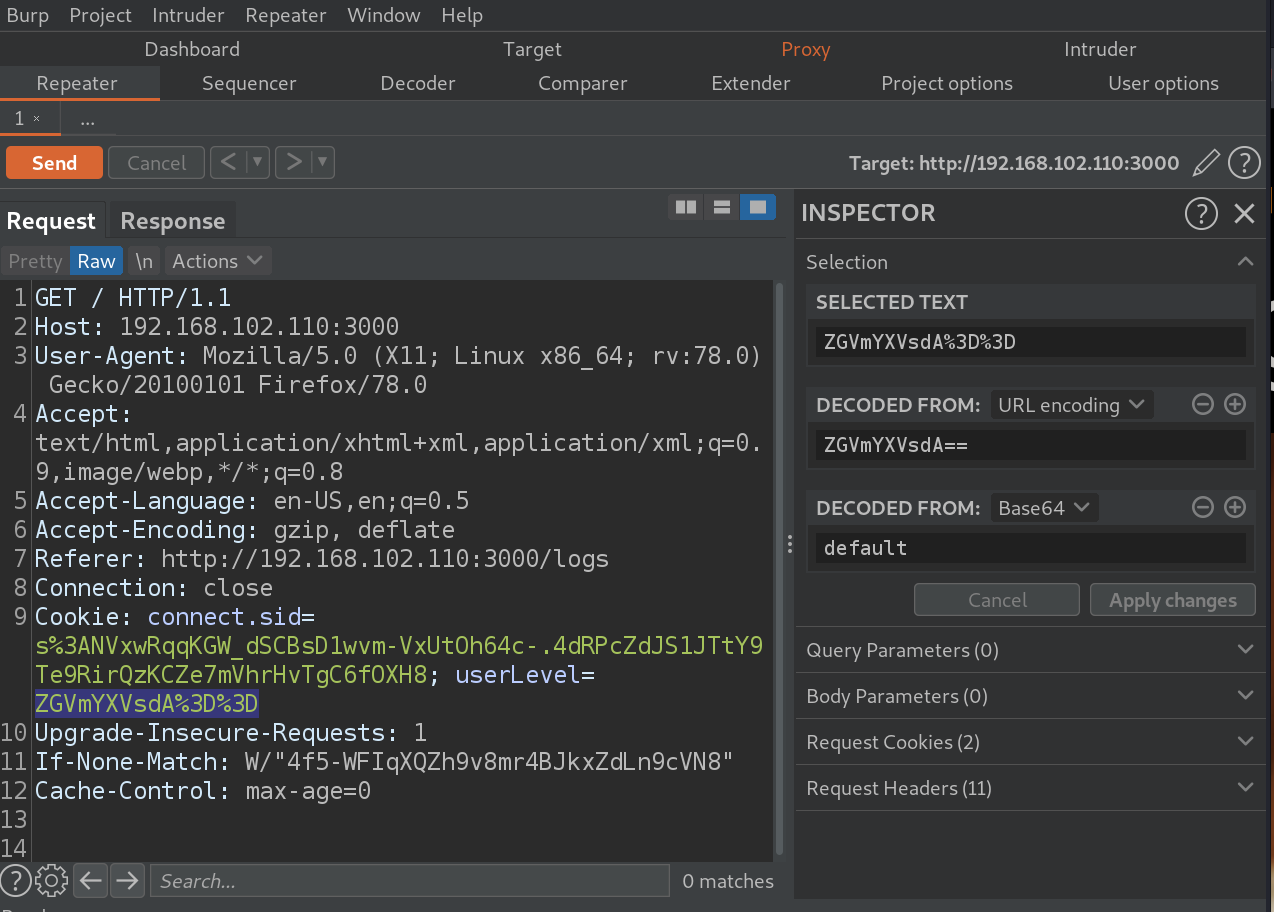 Burp Project Intruder Repeater Window Help
Dashboard Target Proxy Intruder
Repeater Sequencer Decoder Comparer Extender Project options User options
1 × ...
Send Cancel < > Target: http://192.168.102.110:3000 ?
Request Response
Pretty Raw \n Actions
1 GET / HTTP/1.1
2 Host: 192.168.102.110:3000
3 User-Agent: Mozilla/5.0 (X11; Linux x86_64; rv:78.0)
Gecko/20100101 Firefox/78.0
4 Accept:
text/html,application/xhtml+xml,application/xml;q=0.
9,image/webp,*/*;q=0.8
5 Accept-Language: en-US,en;q=0.5
6 Accept-Encoding: gzip, deflate
7 Referer: http://192.168.102.110:3000/logs
8 Connection: close
9 Cookie: connect.sid=
s%3ANVxwRqqKGW_dSCBsD1wvm-VxUtOh64c-.4dRPcZdJS1JTtY9
Te9RirQzKCZe7mVhrHvTgC6fOXH8; userLevel=
ZGVmYXVsdA%3D%3D
10 Upgrade-Insecure-Requests: 1
11 If-None-Match: W/"4f5-WFIqXQZh9v8mr4BJkxZdLn9cVN8"
12 Cache-Control: max-age=0
13
14
? Search... 0 matches
INSPECTOR ?
Selection
SELECTED TEXT
ZGVmYXVsdA%3D%3D
DECODED FROM: URL encoding
ZGVmYXVsdA==
DECODED FROM: Base64
default
Cancel Apply changes
Query Parameters (0)
Body Parameters (0)
Request Cookies (2)
Request Headers (11)